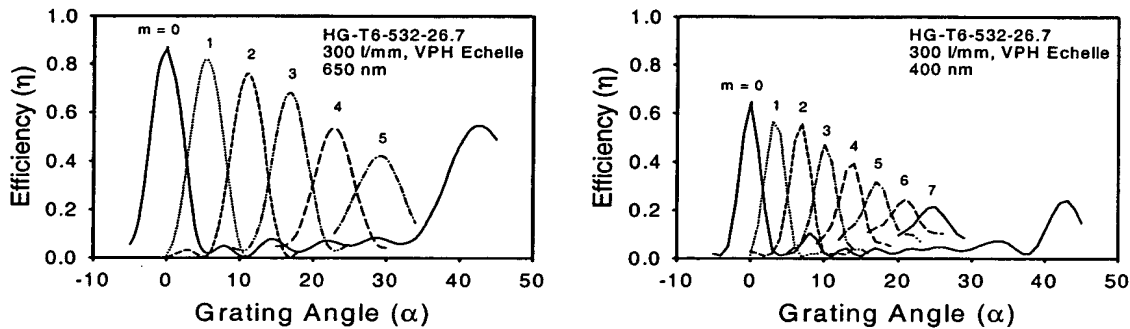 HG-T6-532-26.7
300 l/mm, VPH Echelle
650 nm
m = 0
1
2
3
4
5
Efficiency (η)
1.0
0.8
0.6
0.4
0.2
0.0
-10 0 10 20 30 40 50
Grating Angle (α)
HG-T6-532-26.7
300 l/mm, VPH Echelle
400 nm
m = 0
1
2
3
4
5
6
7
Efficiency (η)
1.0
0.8
0.6
0.4
0.2
0.0
-10 0 10 20 30 40 50
Grating Angle (α)